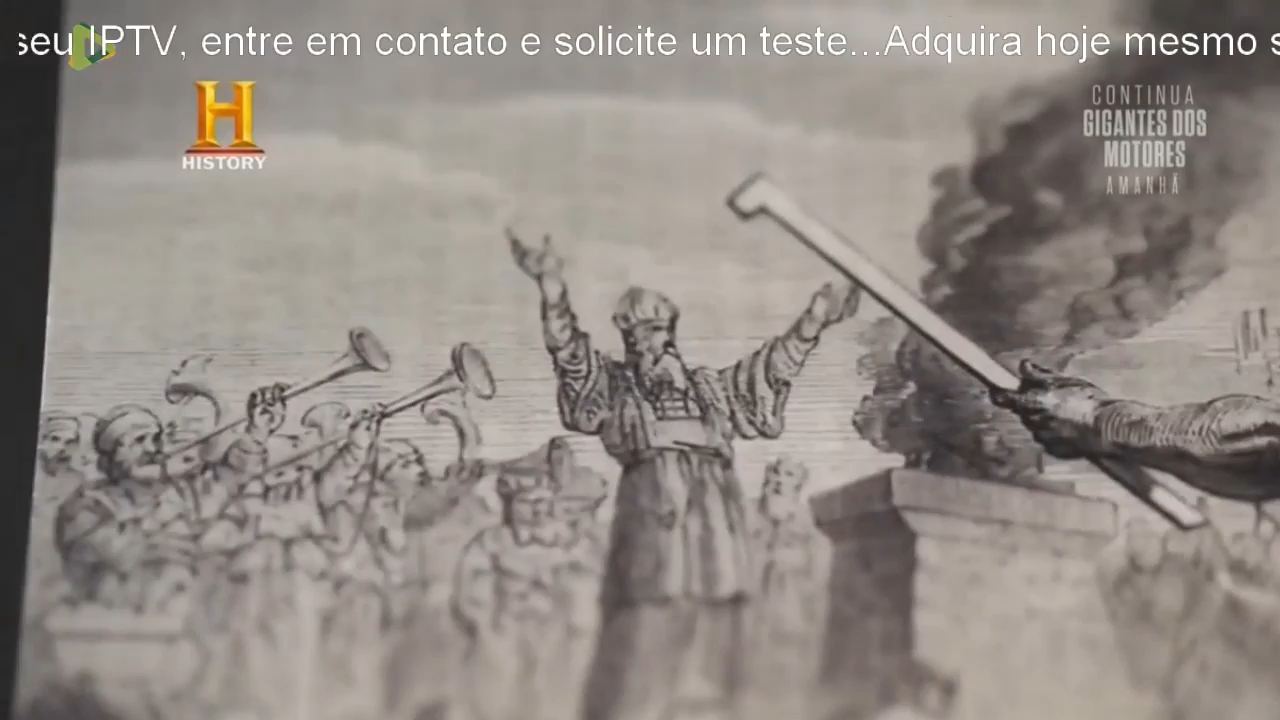 seu IPTV, entre em contato e solicite um teste...Adquira hoje mesmo s
H
HISTORY
CONTINUA
GIGANTES DOS
MOTORES
AMANHÃ